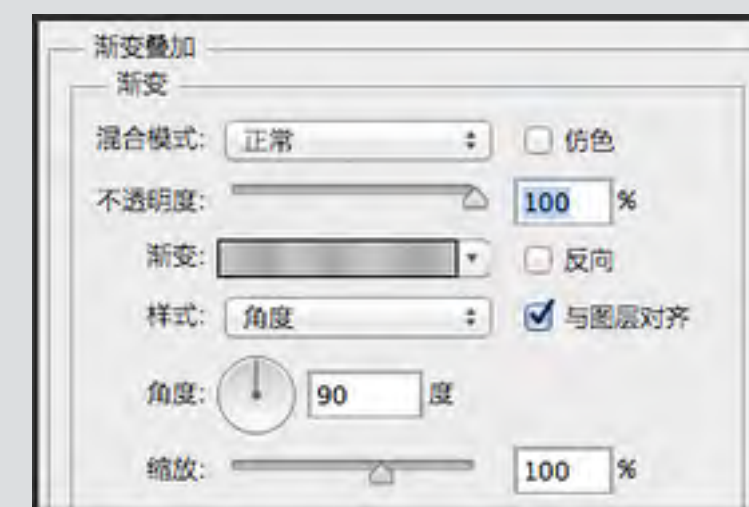 渐变叠加
渐变
混合模式: 正常 仿色
不透明度: 100 %
渐变: 反向
样式: 角度 与图层对齐
角度: 90 度
缩放: 100 %